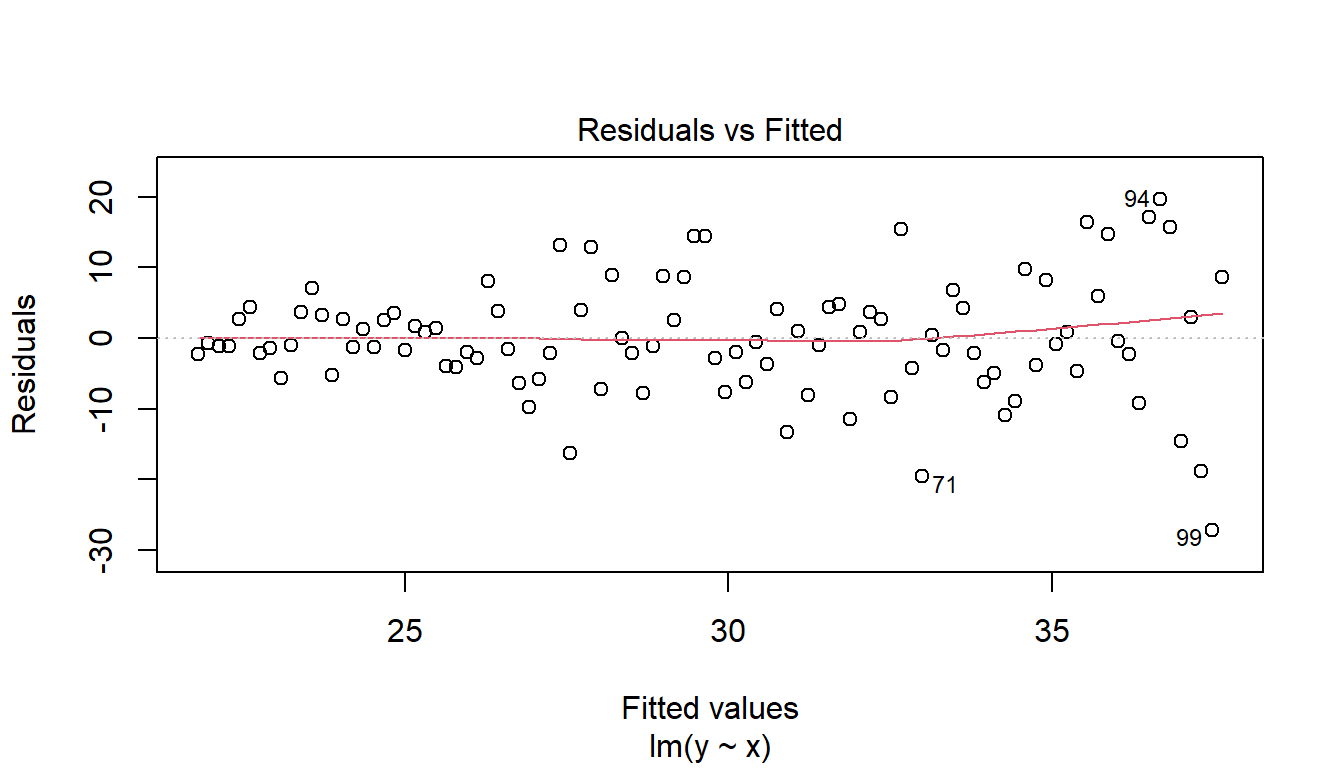 Residuals vs Fitted
Residuals
20
10
0
-10
-30
94
71
99
25
30
35
Fitted values
lm(y ~ x)